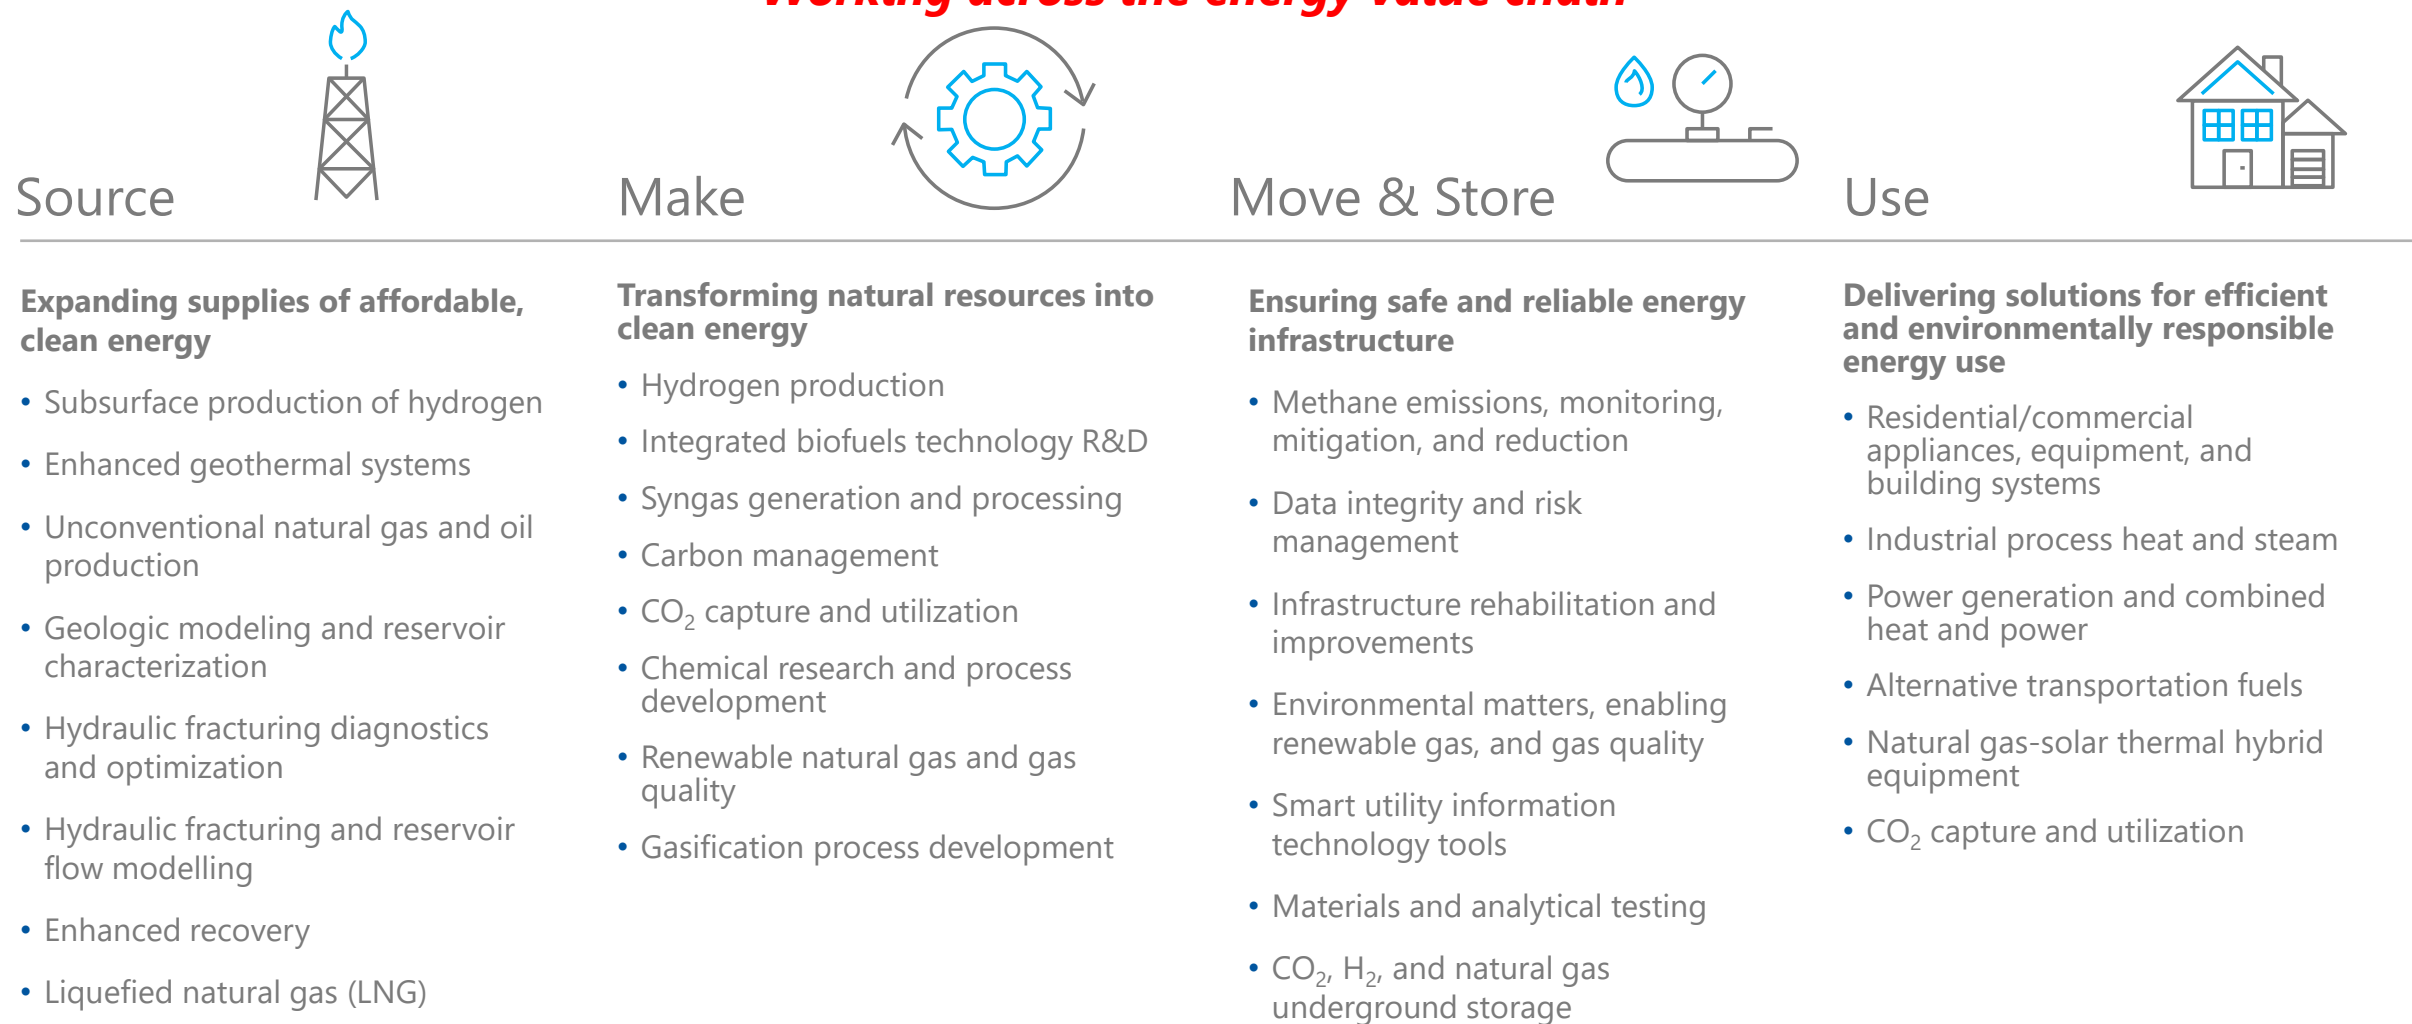 Working across the energy value chain
Source
Make
Move & Store
Use
Expanding supplies of affordable,
clean energy
• Subsurface production of hydrogen
• Enhanced geothermal systems
• Unconventional natural gas and oil
production
• Geologic modeling and reservoir
characterization
• Hydraulic fracturing diagnostics
and optimization
• Hydraulic fracturing and reservoir
flow modelling
• Enhanced recovery
• Liquefied natural gas (LNG)
Transforming natural resources into
clean energy
• Hydrogen production
• Integrated biofuels technology R&D
• Syngas generation and processing
• Carbon management
• CO₂ capture and utilization
• Chemical research and process
development
• Renewable natural gas and gas
quality
• Gasification process development
Ensuring safe and reliable energy
infrastructure
• Methane emissions, monitoring,
mitigation, and reduction
• Data integrity and risk
management
• Infrastructure rehabilitation and
improvements
• Environmental matters, enabling
renewable gas, and gas quality
• Smart utility information
technology tools
• Materials and analytical testing
• CO₂, H₂, and natural gas
underground storage
Delivering solutions for efficient
and environmentally responsible
energy use
• Residential/commercial
appliances, equipment, and
building systems
• Industrial process heat and steam
• Power generation and combined
heat and power
• Alternative transportation fuels
• Natural gas-solar thermal hybrid
equipment
• CO₂ capture and utilization